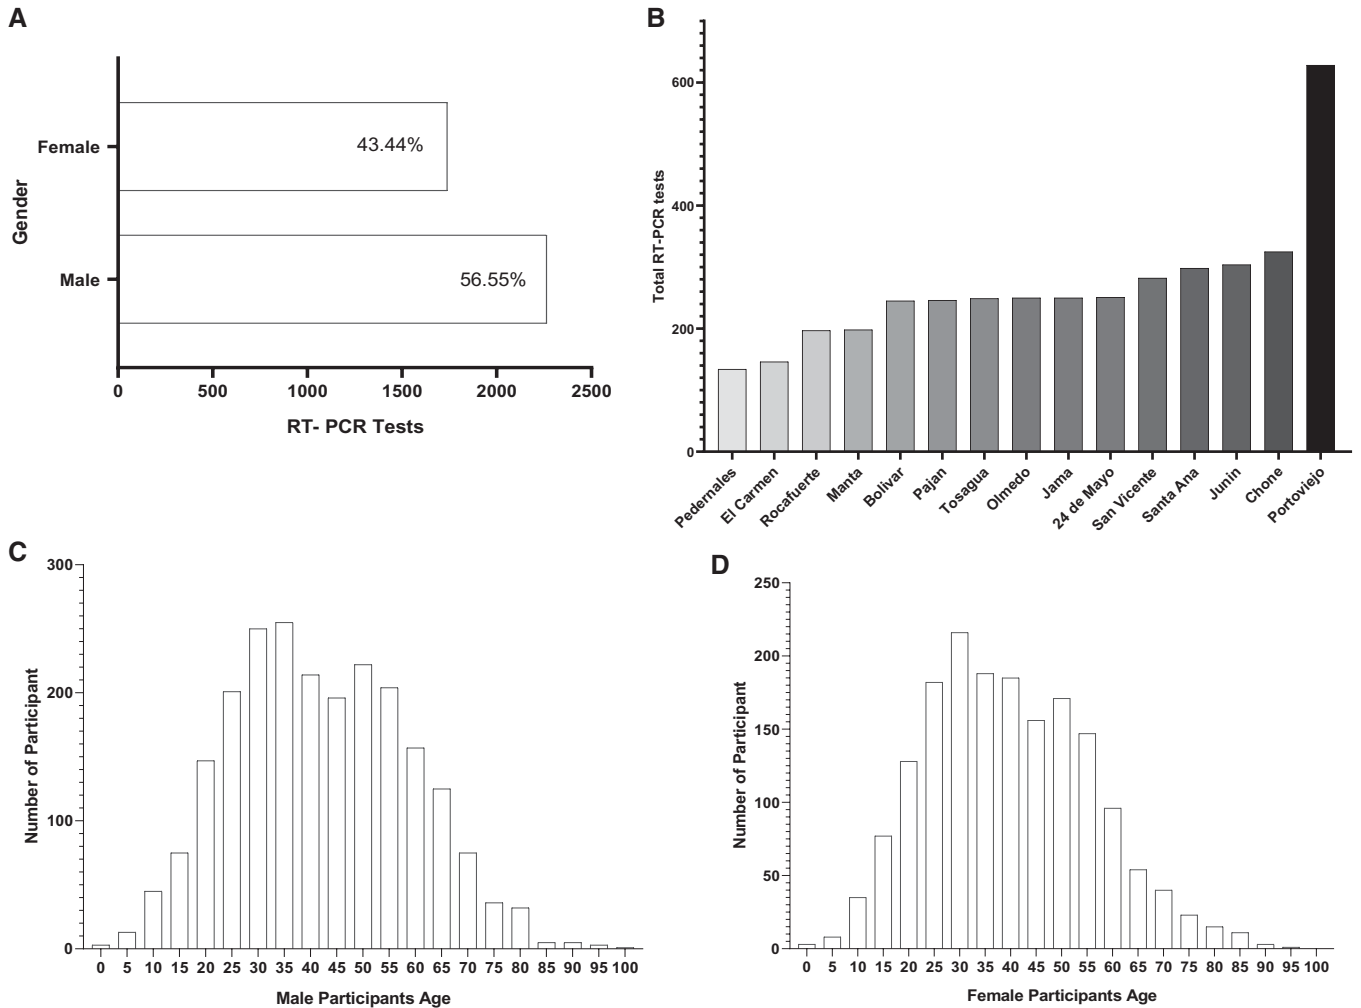 A
Female
43.44%
Gender
Male
56.55%
0 500 1000 1500 2000 2500
RT- PCR Tests
B
Total RT-PCR tests
600
400
200
0
Pedernales
El Carmen
Rocafuerte
Manta
Bolivar
Pajan
Tosagua
Olmedo
Jama
24 de Mayo
San Vicente
Santa Ana
Junin
Chone
Portoviejo
C
Number of Participant
300
200
100
0
0 5 10 15 20 25 30 35 40 45 50 55 60 65 70 75 80 85 90 95 100
Male Participants Age
D
Number of Participant
250
200
150
100
50
0
0 5 10 15 20 25 30 35 40 45 50 55 60 65 70 75 80 85 90 95 100
Female Participants Age